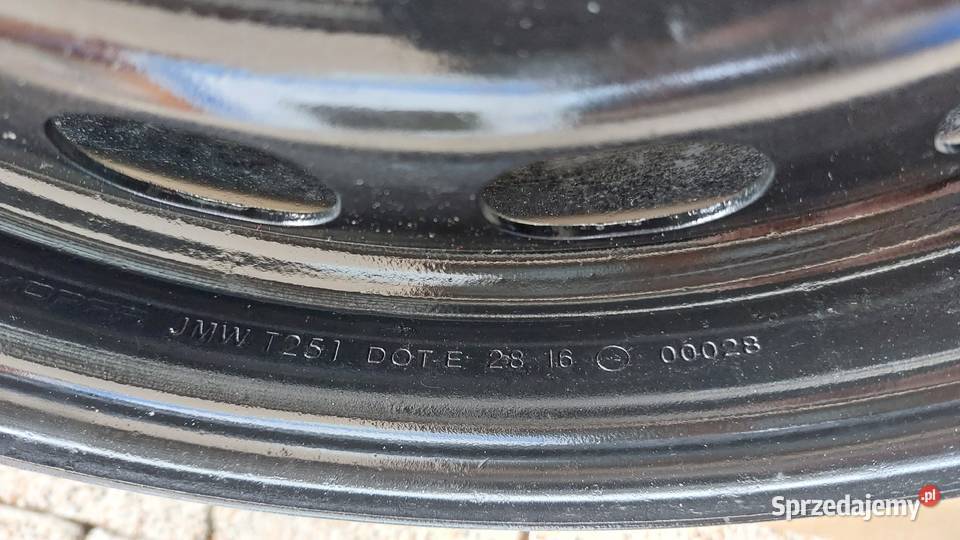 JMW T251 DOT-E 28 16 00028
Sprzedajemy.pl